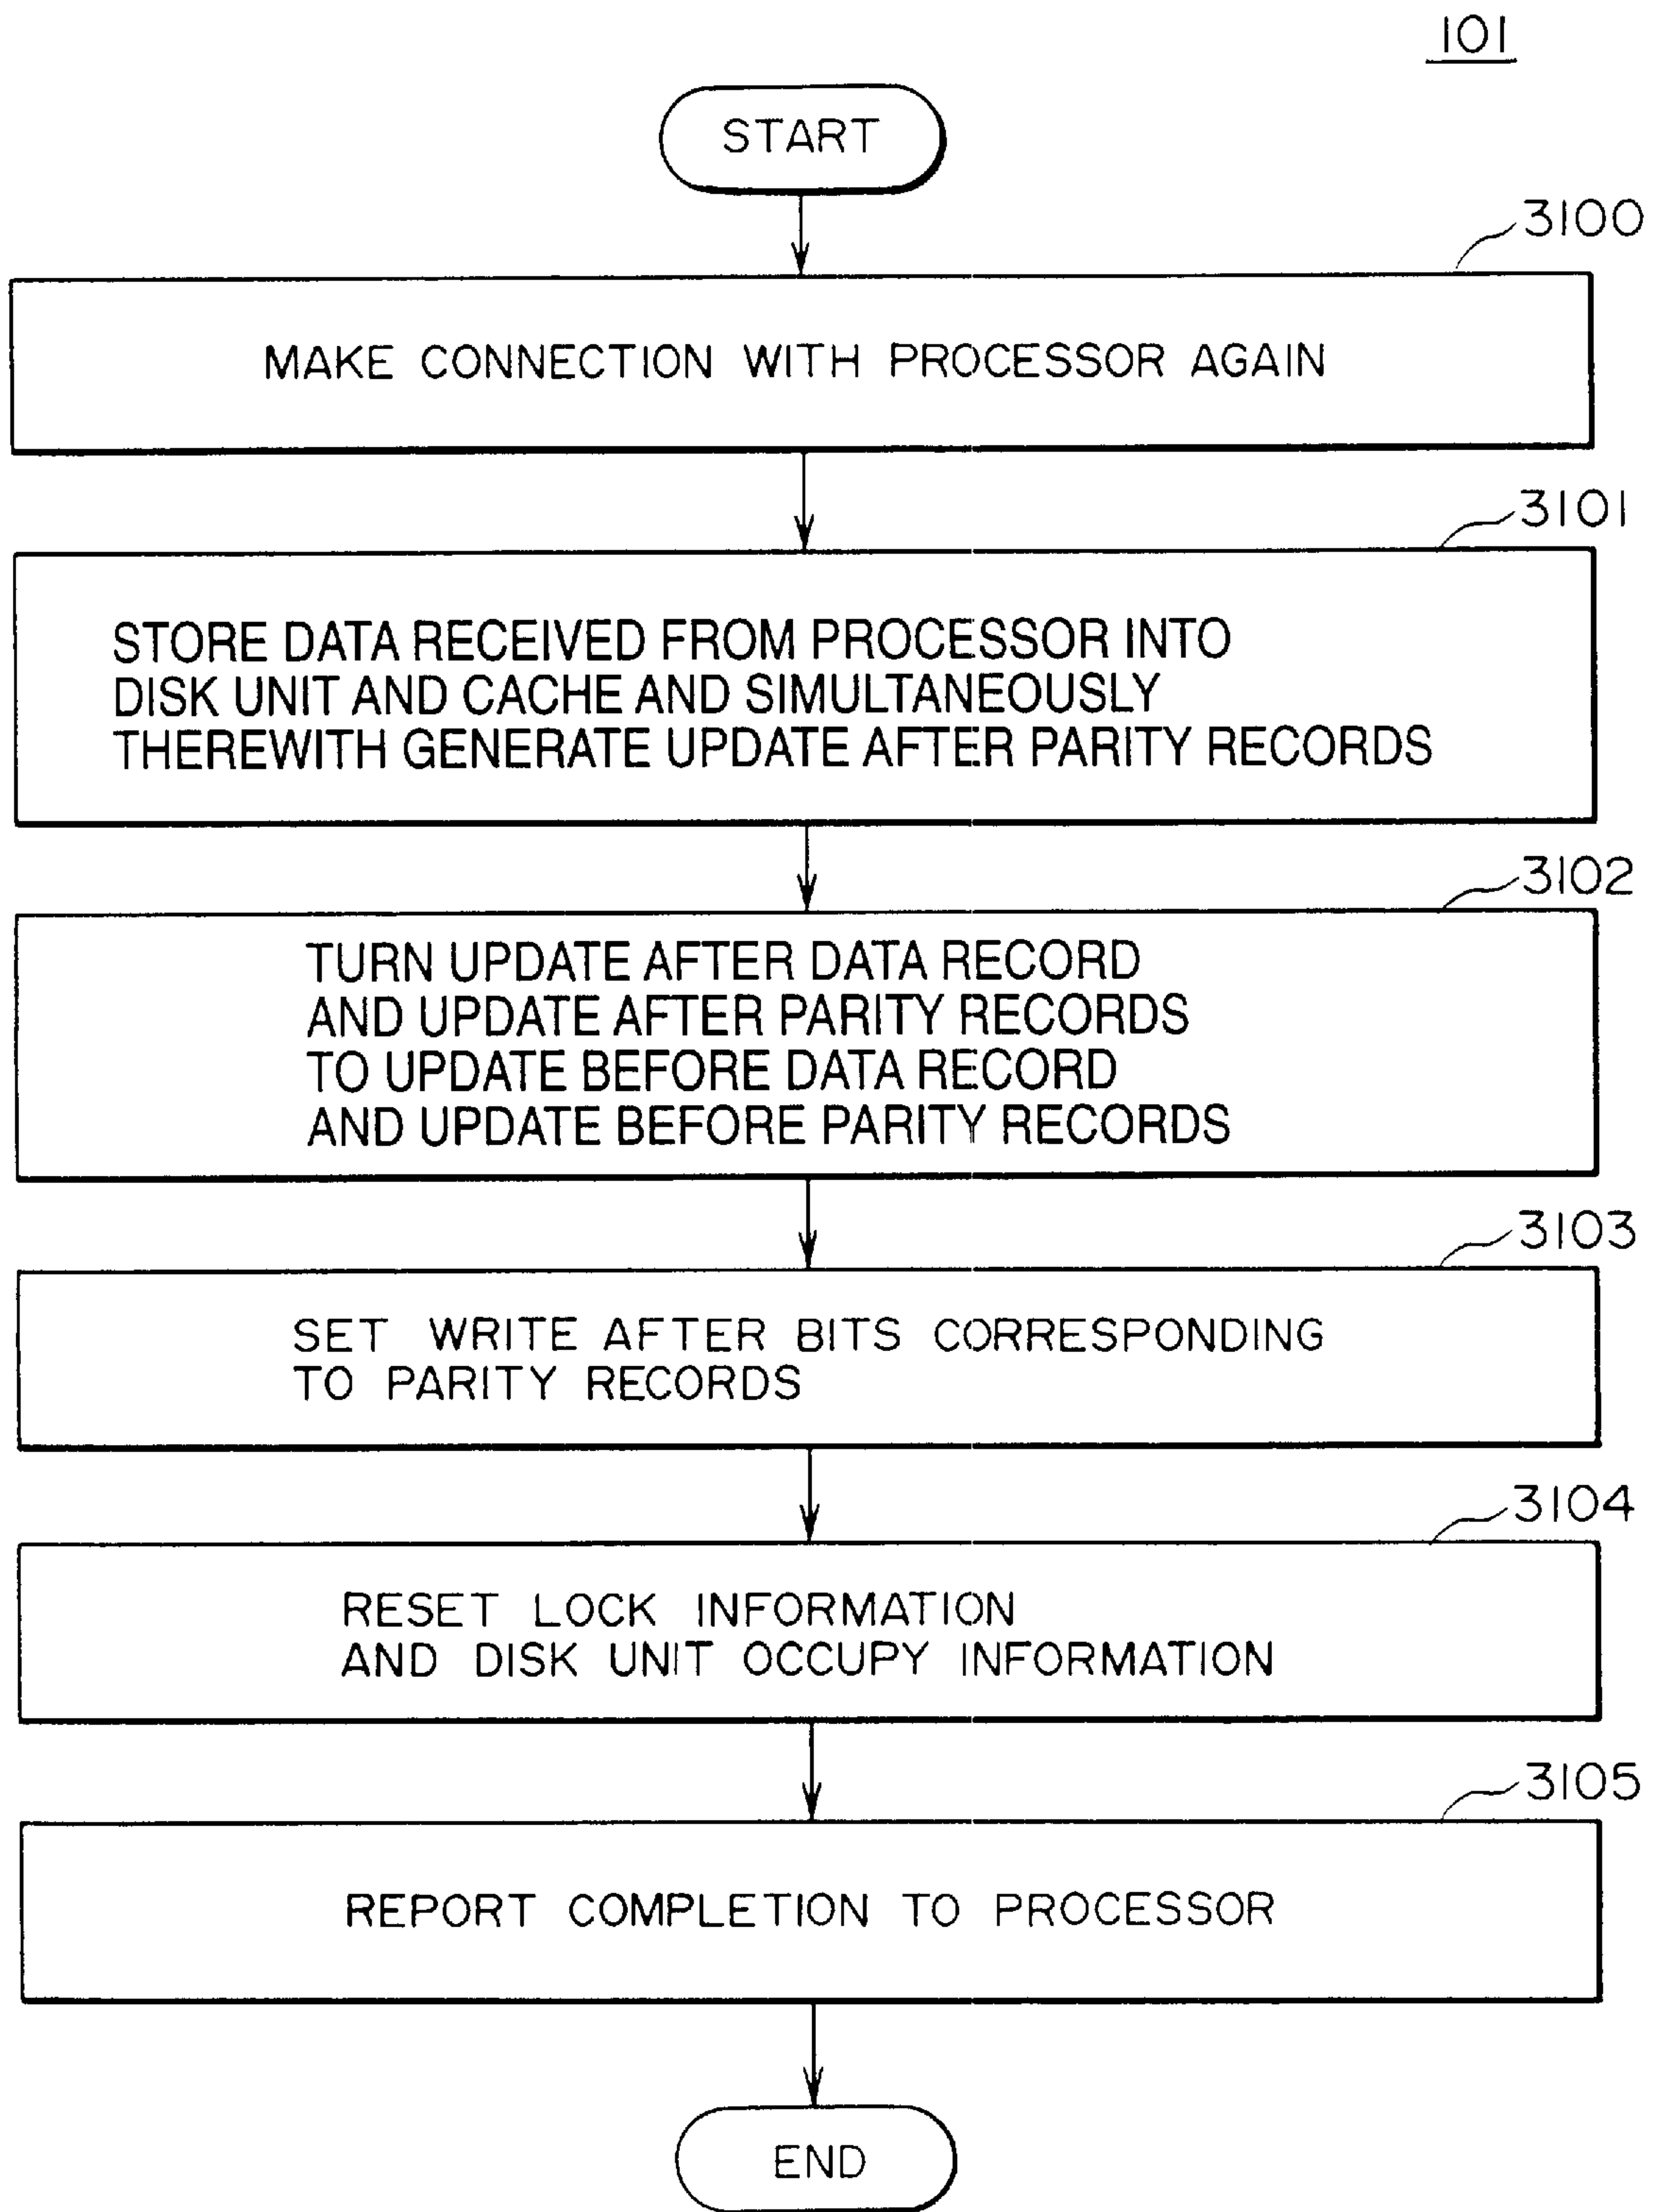 101
START
3100
MAKE CONNECTION WITH PROCESSOR AGAIN
3101
STORE DATA RECEIVED FROM PROCESSOR INTO
DISK UNIT AND CACHE AND SIMULTANEOUSLY
THEREWITH GENERATE UPDATE AFTER PARITY RECORDS
3102
TURN UPDATE AFTER DATA RECORD
AND UPDATE AFTER PARITY RECORDS
TO UPDATE BEFORE DATA RECORD
AND UPDATE BEFORE PARITY RECORDS
3103
SET WRITE AFTER BITS CORRESPONDING
TO PARITY RECORDS
3104
RESET LOCK INFORMATION
AND DISK UNIT OCCUPY INFORMATION
3105
REPORT COMPLETION TO PROCESSOR
END